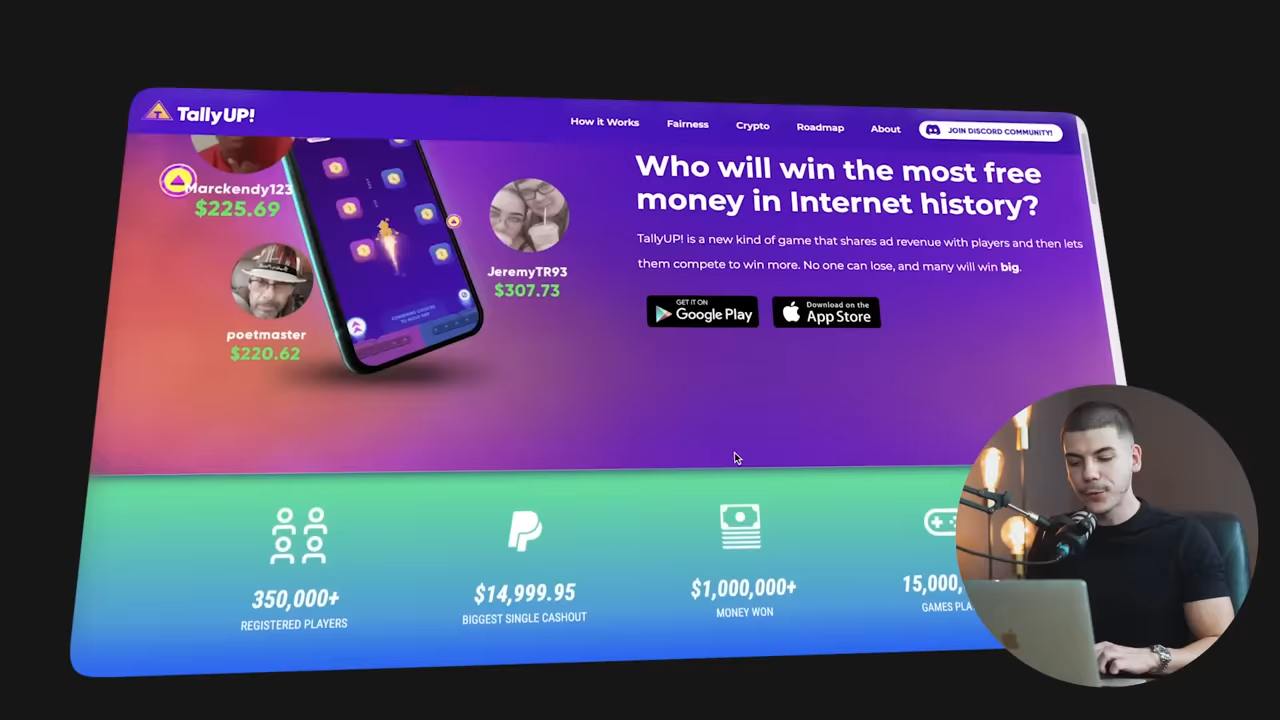 TallyUP!
How it Works
Fairness
Crypto
Roadmap
About
JOIN DISCORD COMMUNITY!
Marckendy123
$225.69
JeremyTR93
$307.73
poetmaster
$220.62
Who will win the most free
money in Internet history?
TallyUP! is a new kind of game that shares ad revenue with players and then lets
them compete to win more. No one can lose, and many will win big.
GET IT ON
Google Play
Download on the
App Store
350,000+
REGISTERED PLAYERS
$14,999.95
BIGGEST SINGLE CASHOUT
$1,000,000+
MONEY WON
15,000,
GAMES